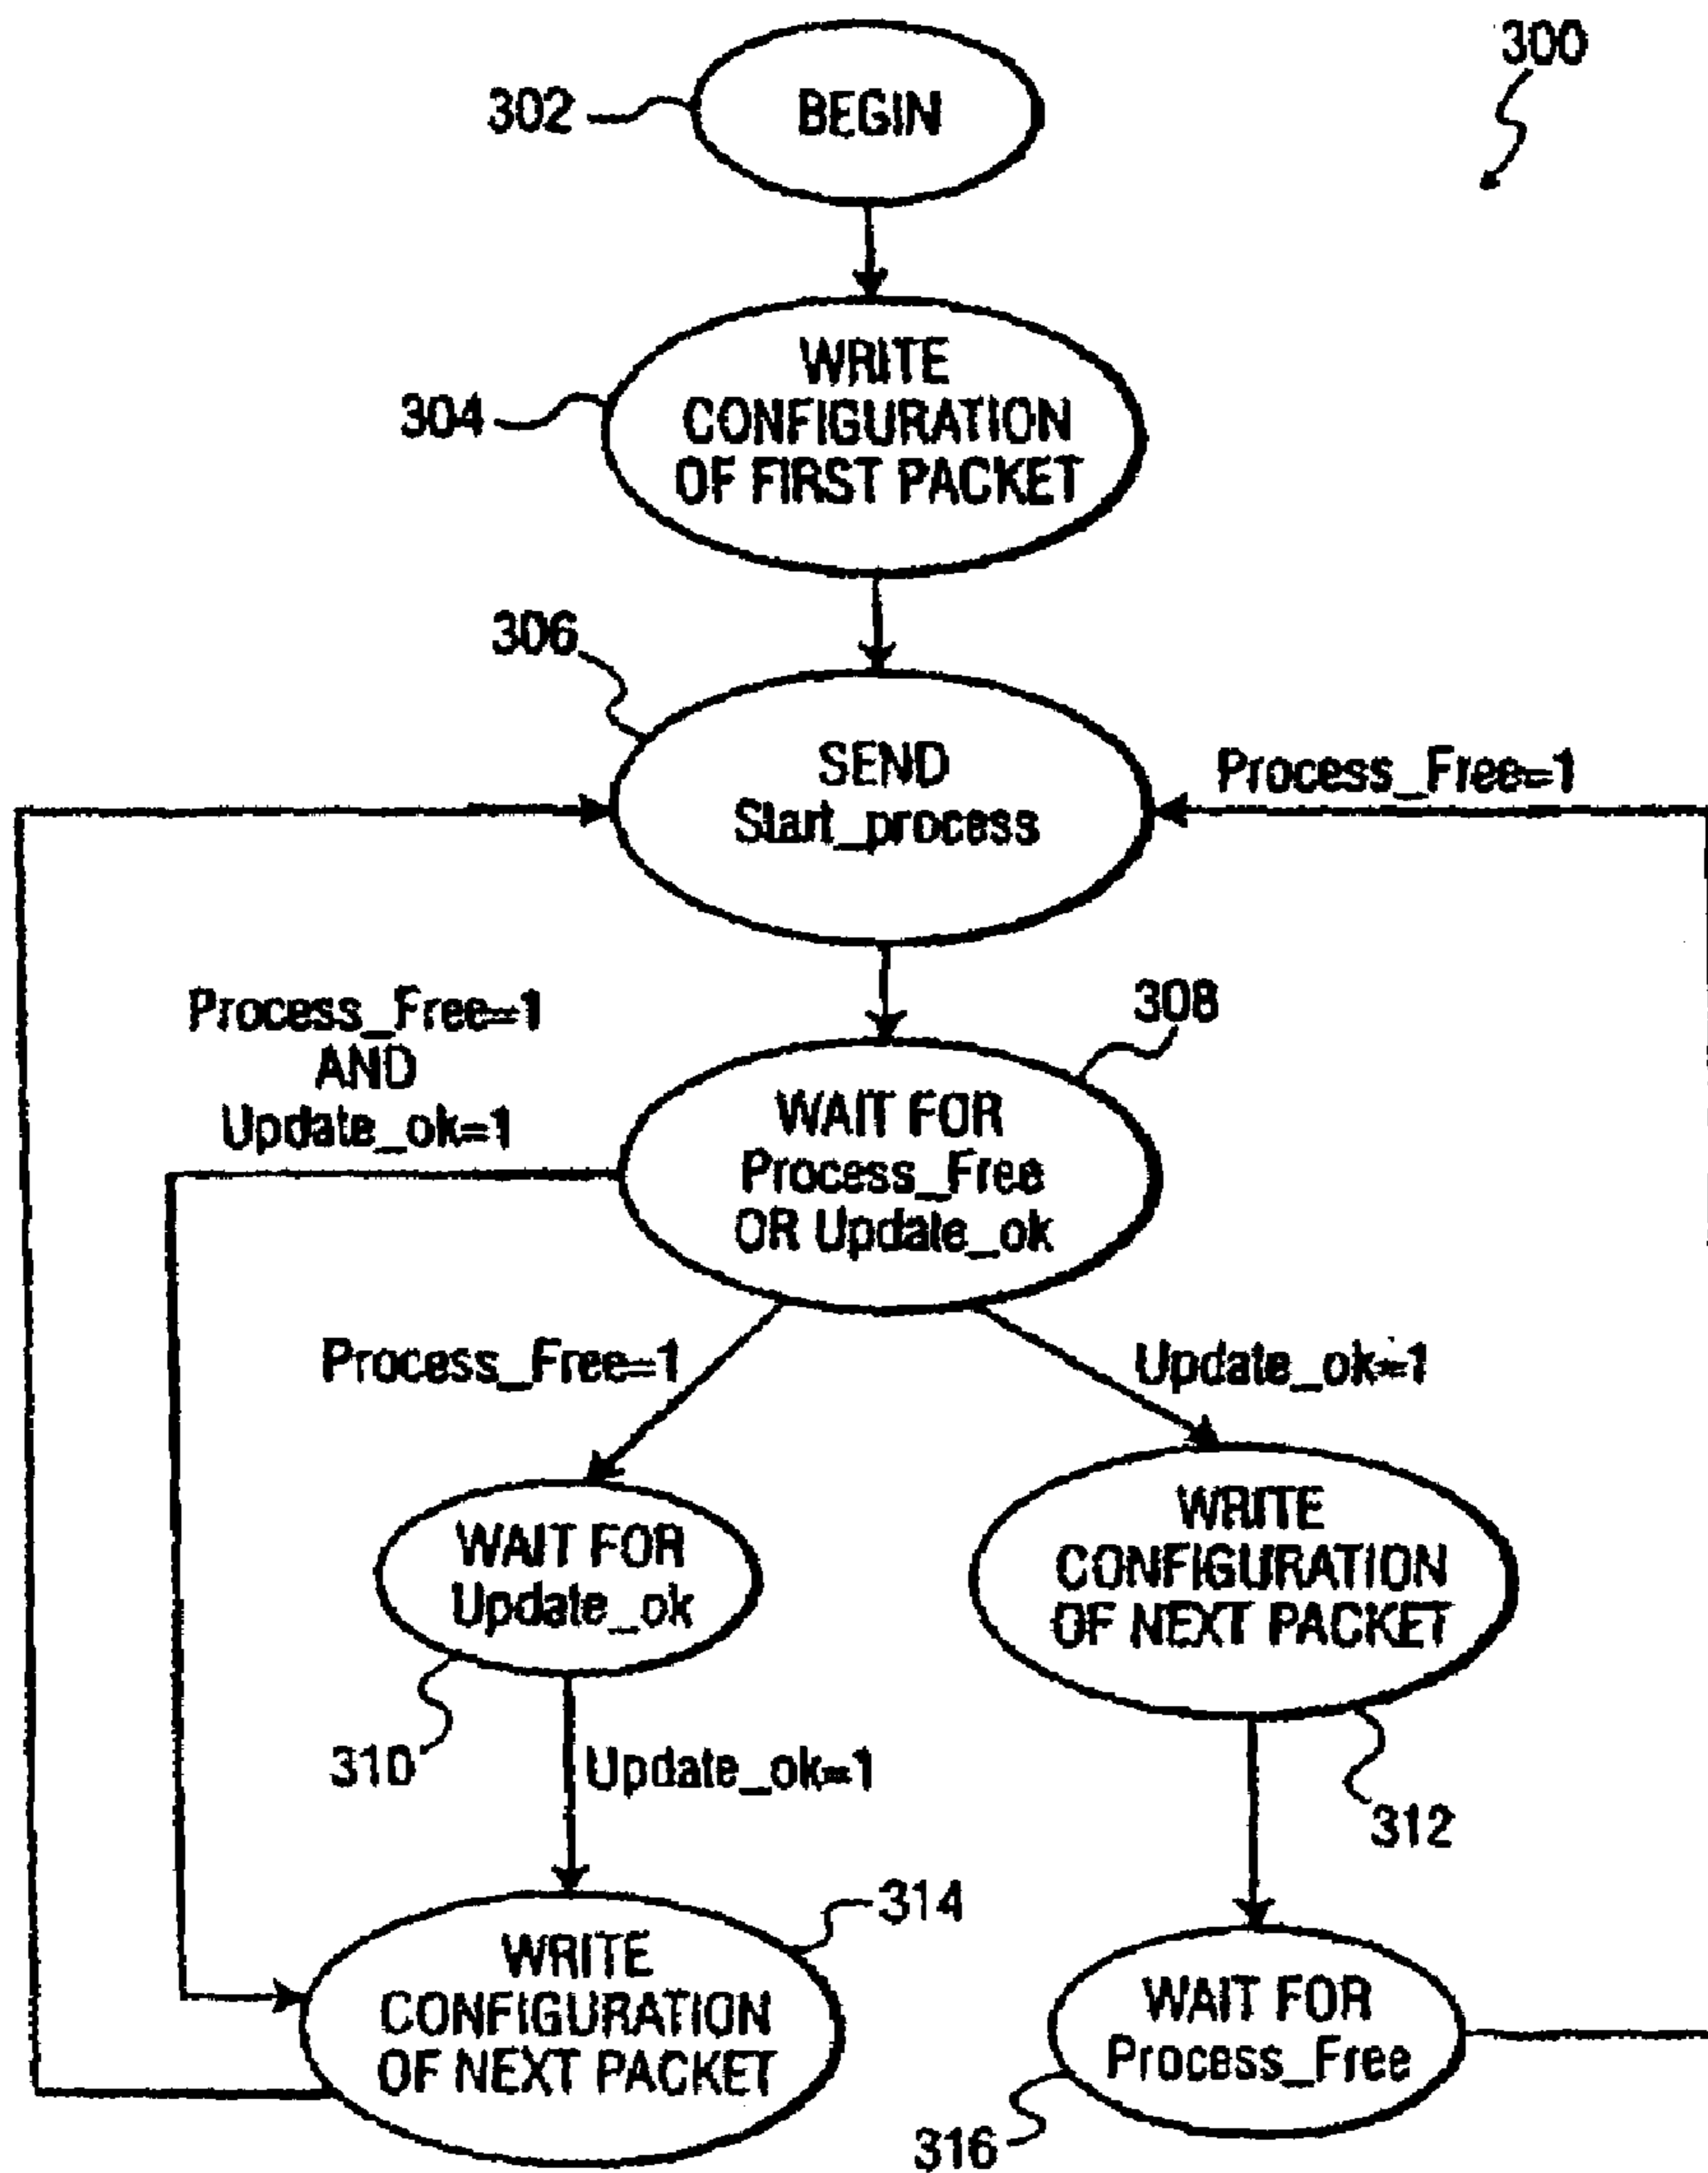 300
302
BEGIN
304
WRITE
CONFIGURATION
OF FIRST PACKET
306
SEND
Start_process
Process_Free=1
Process_Free=1
AND
Update_ok=1
308
WAIT FOR
Process_Free
OR Update_ok
Process_Free=1
Update_ok=1
WAIT FOR
Update_ok
WRITE
CONFIGURATION
OF NEXT PACKET
310
Update_ok=1
312
314
WRITE
CONFIGURATION
OF NEXT PACKET
WAIT FOR
Process_Free
316